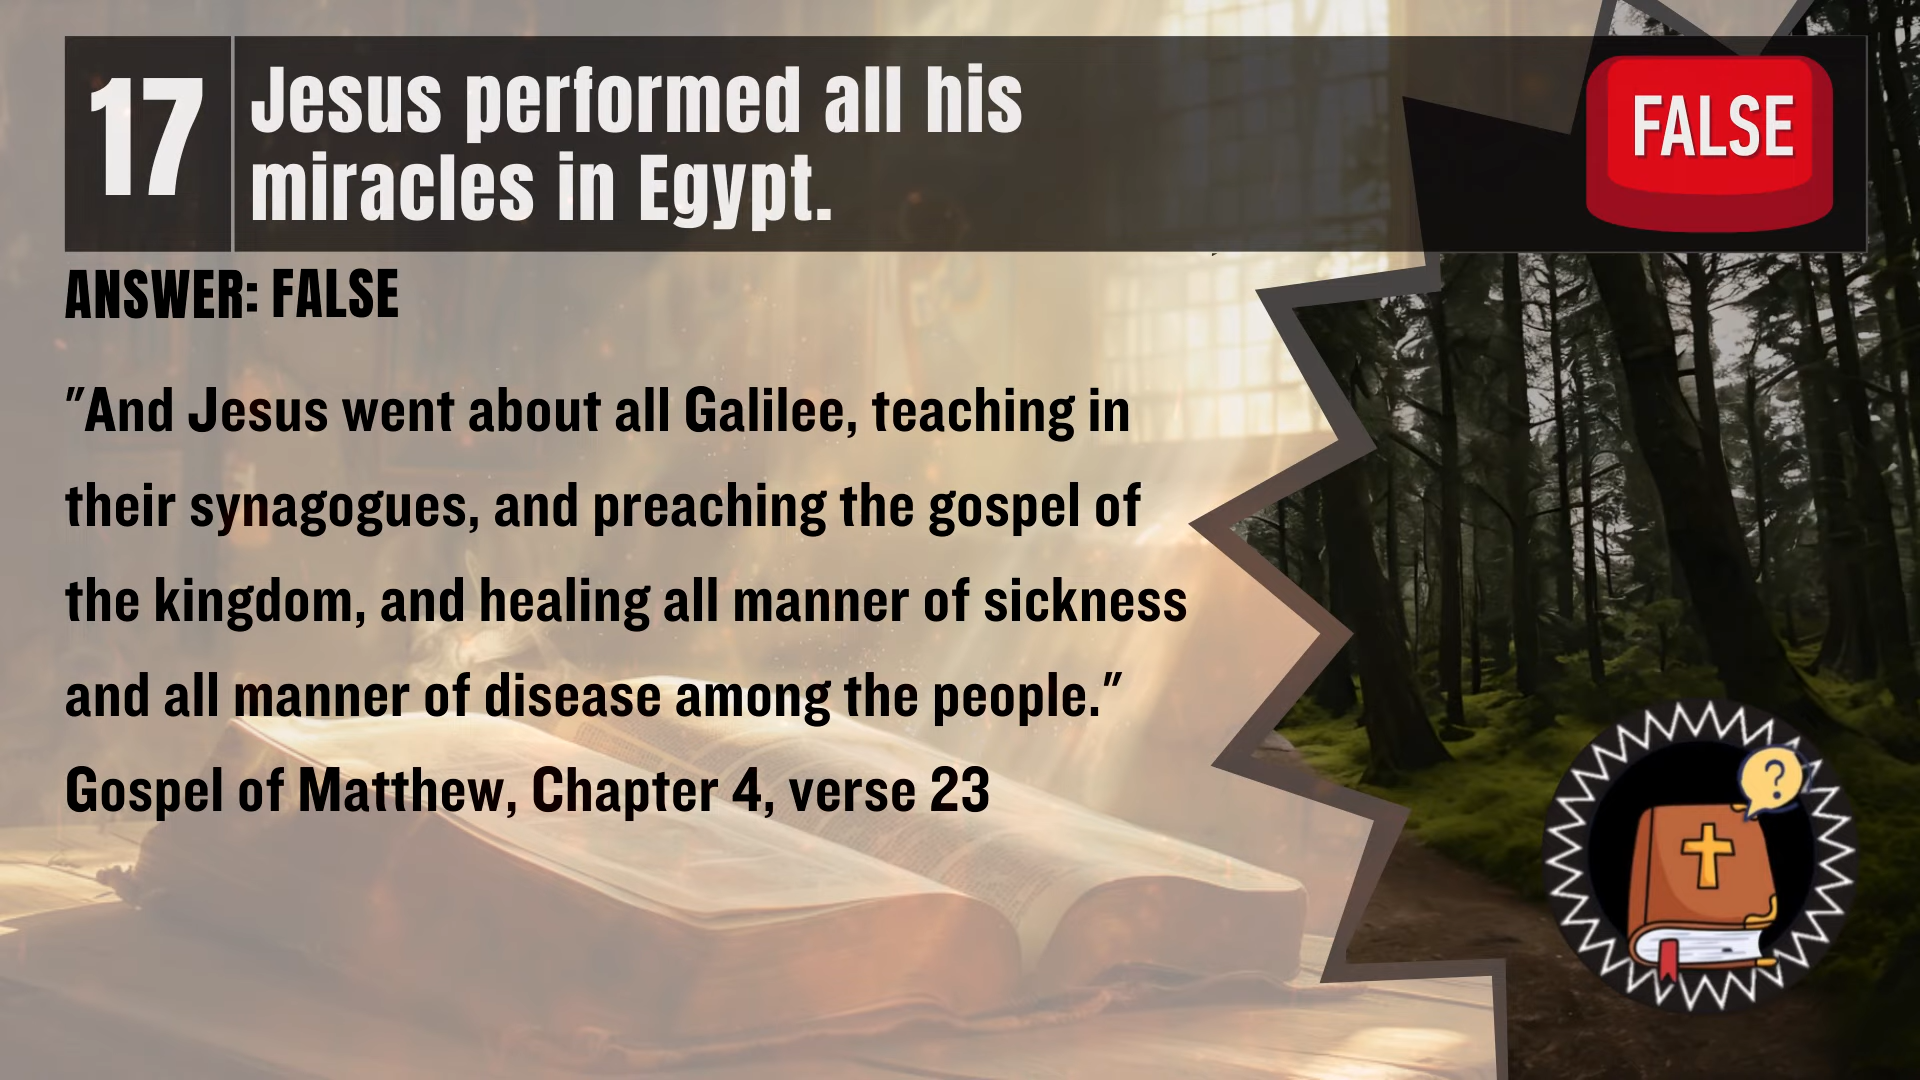 17
Jesus performed all his
miracles in Egypt.
FALSE
ANSWER: FALSE
"And Jesus went about all Galilee, teaching in
their synagogues, and preaching the gospel of
the kingdom, and healing all manner of sickness
and all manner of disease among the people."
Gospel of Matthew, Chapter 4, verse 23
?